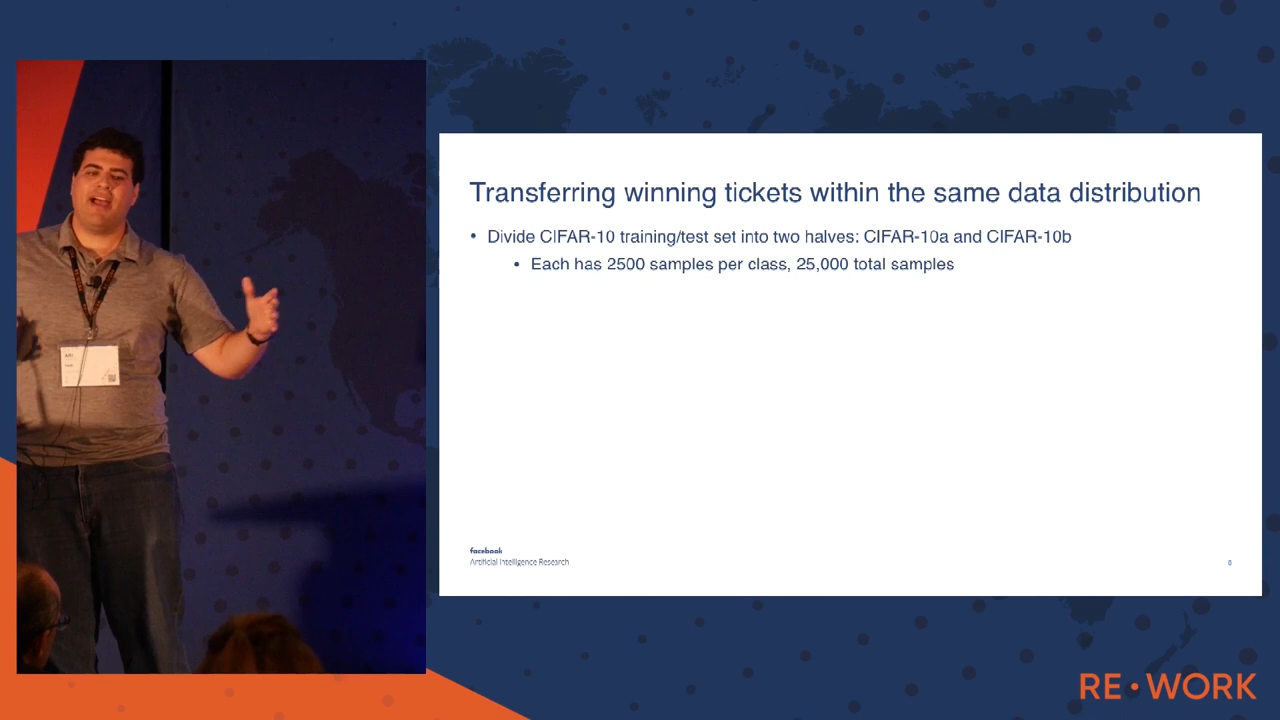 Transferring winning tickets within the same data distribution
• Divide CIFAR-10 training/test set into two halves: CIFAR-10a and CIFAR-10b
• Each has 2500 samples per class, 25,000 total samples
facebook
Artificial Intelligence Research
8
RE•WORK